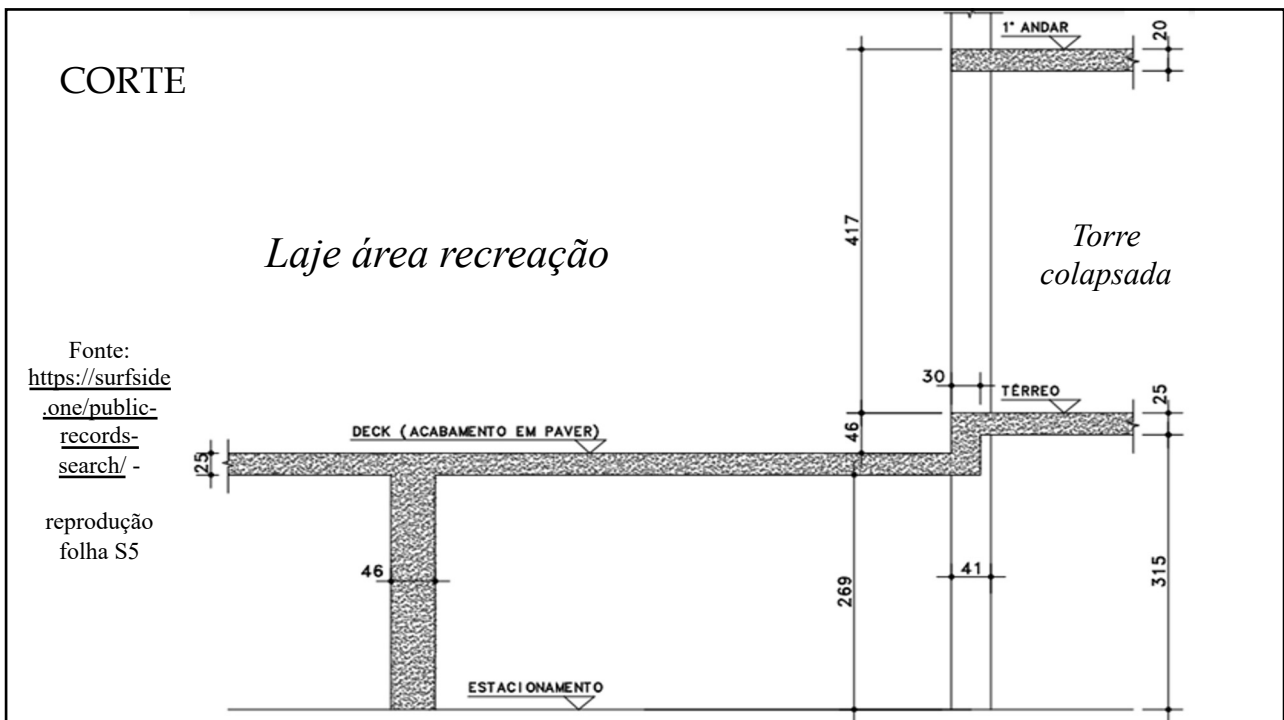 CORTE
1° ANDAR
20
417
Laje área recreação
Torre
colapsada
Fonte:
https://surfside
.one/public-
records-
search/ -
reprodução
folha S5
30
TÉRREO
25
46
DECK (ACABAMENTO EM PAVER)
25
46
269
41
315
ESTACIONAMENTO